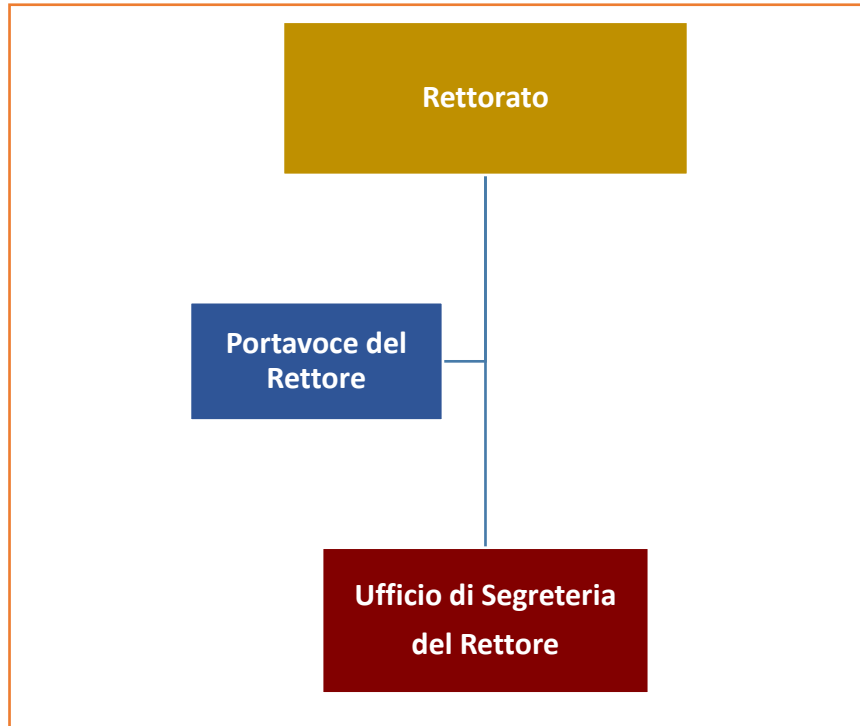 Rettorato
Portavoce del
Rettore
Ufficio di Segreteria
del Rettore